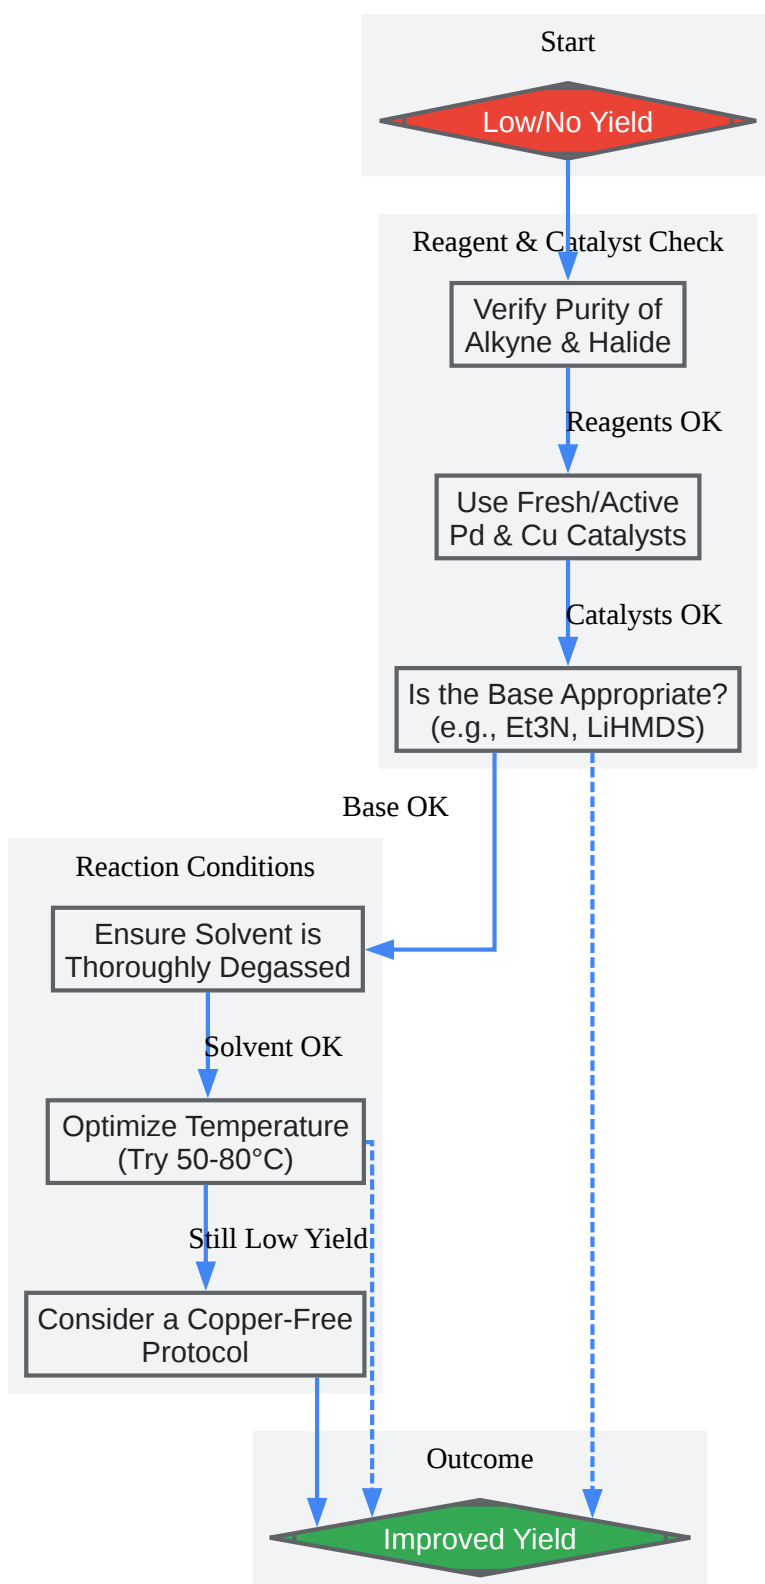 Start
Low/No Yield
Reagent & Catalyst Check
Verify Purity of
Alkyne & Halide
Reagents OK
Use Fresh/Active
Pd & Cu Catalysts
Catalysts OK
Is the Base Appropriate?
(e.g., Et3N, LiHMDS)
Base OK
Reaction Conditions
Ensure Solvent is
Thoroughly Degassed
Solvent OK
Optimize Temperature
(Try 50-80°C)
Still Low Yield
Consider a Copper-Free
Protocol
Outcome
Improved Yield